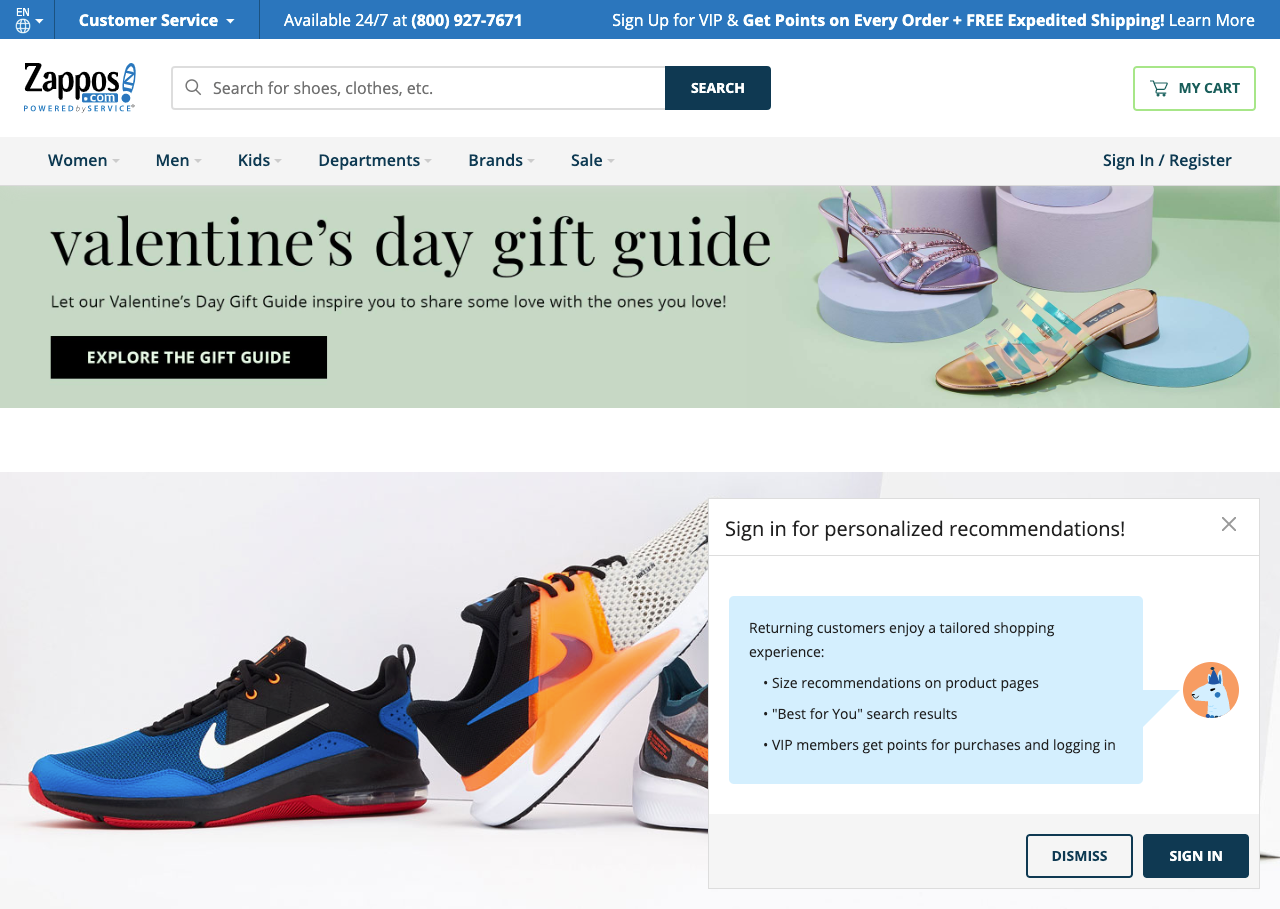 EN
Customer Service
Available 24/7 at (800) 927-7671
Sign Up for VIP & Get Points on Every Order + FREE Expedited Shipping! Learn More
Zappos
.com
POWERED by SERVICE®
Search for shoes, clothes, etc.
SEARCH
MY CART
Women
Men
Kids
Departments
Brands
Sale
Sign In / Register
valentine's day gift guide
Let our Valentine's Day Gift Guide inspire you to share some love with the ones you love!
EXPLORE THE GIFT GUIDE
Sign in for personalized recommendations!
Returning customers enjoy a tailored shopping
experience:
• Size recommendations on product pages
• "Best for You" search results
• VIP members get points for purchases and logging in
DISMISS
SIGN IN